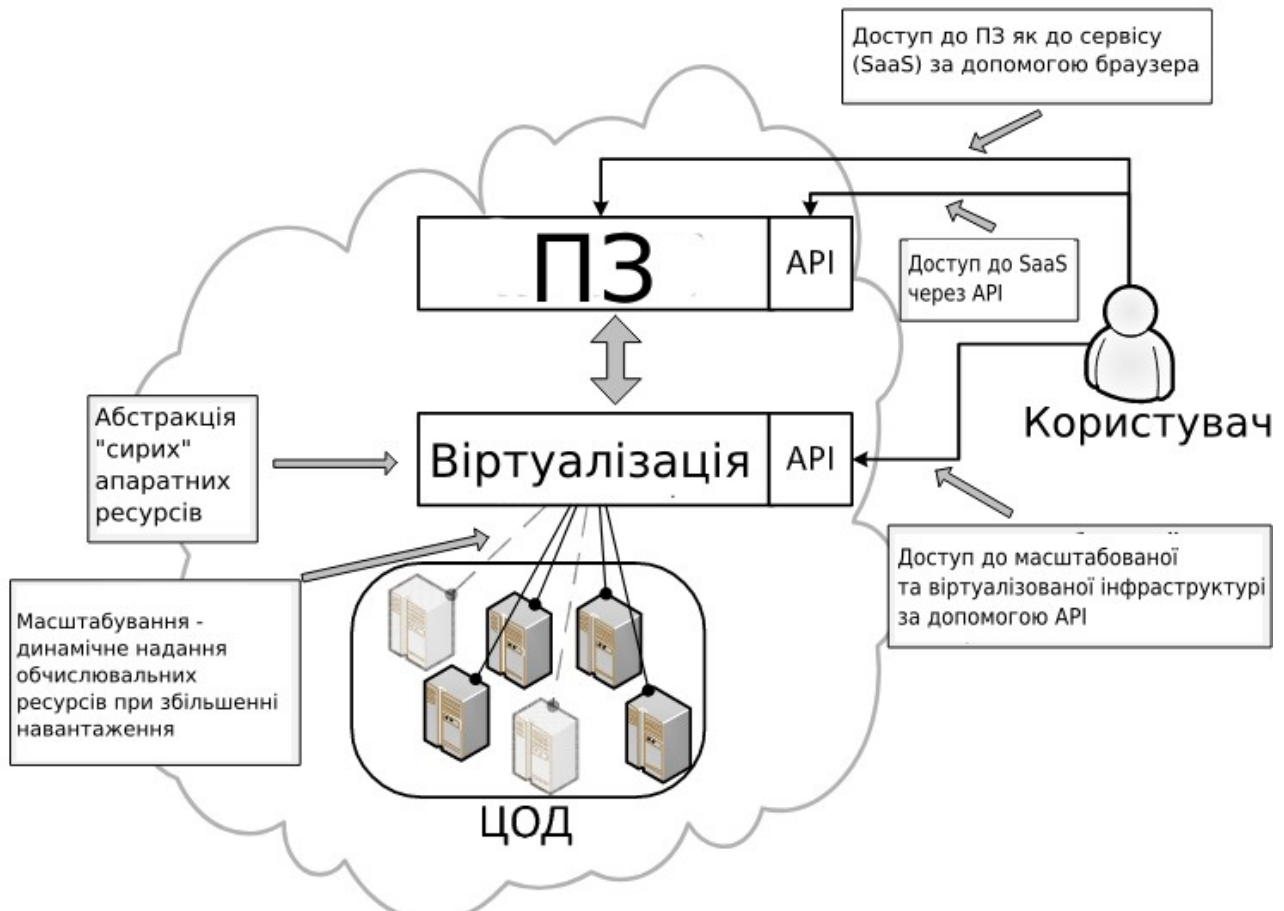 Доступ до ПЗ як до сервісу
(SaaS) за допомогою браузера
ПЗ
API
Доступ до SaaS
через API
Користувач
Абстракція
"сирих"
апаратних
ресурсів
Віртуалізація
API
Доступ до масштабованої
та віртуалізованої інфраструктурі
за допомогою API
Масштабування -
динамічне надання
обчислювальних
ресурсів при збільшенні
навантаження
ЦОД